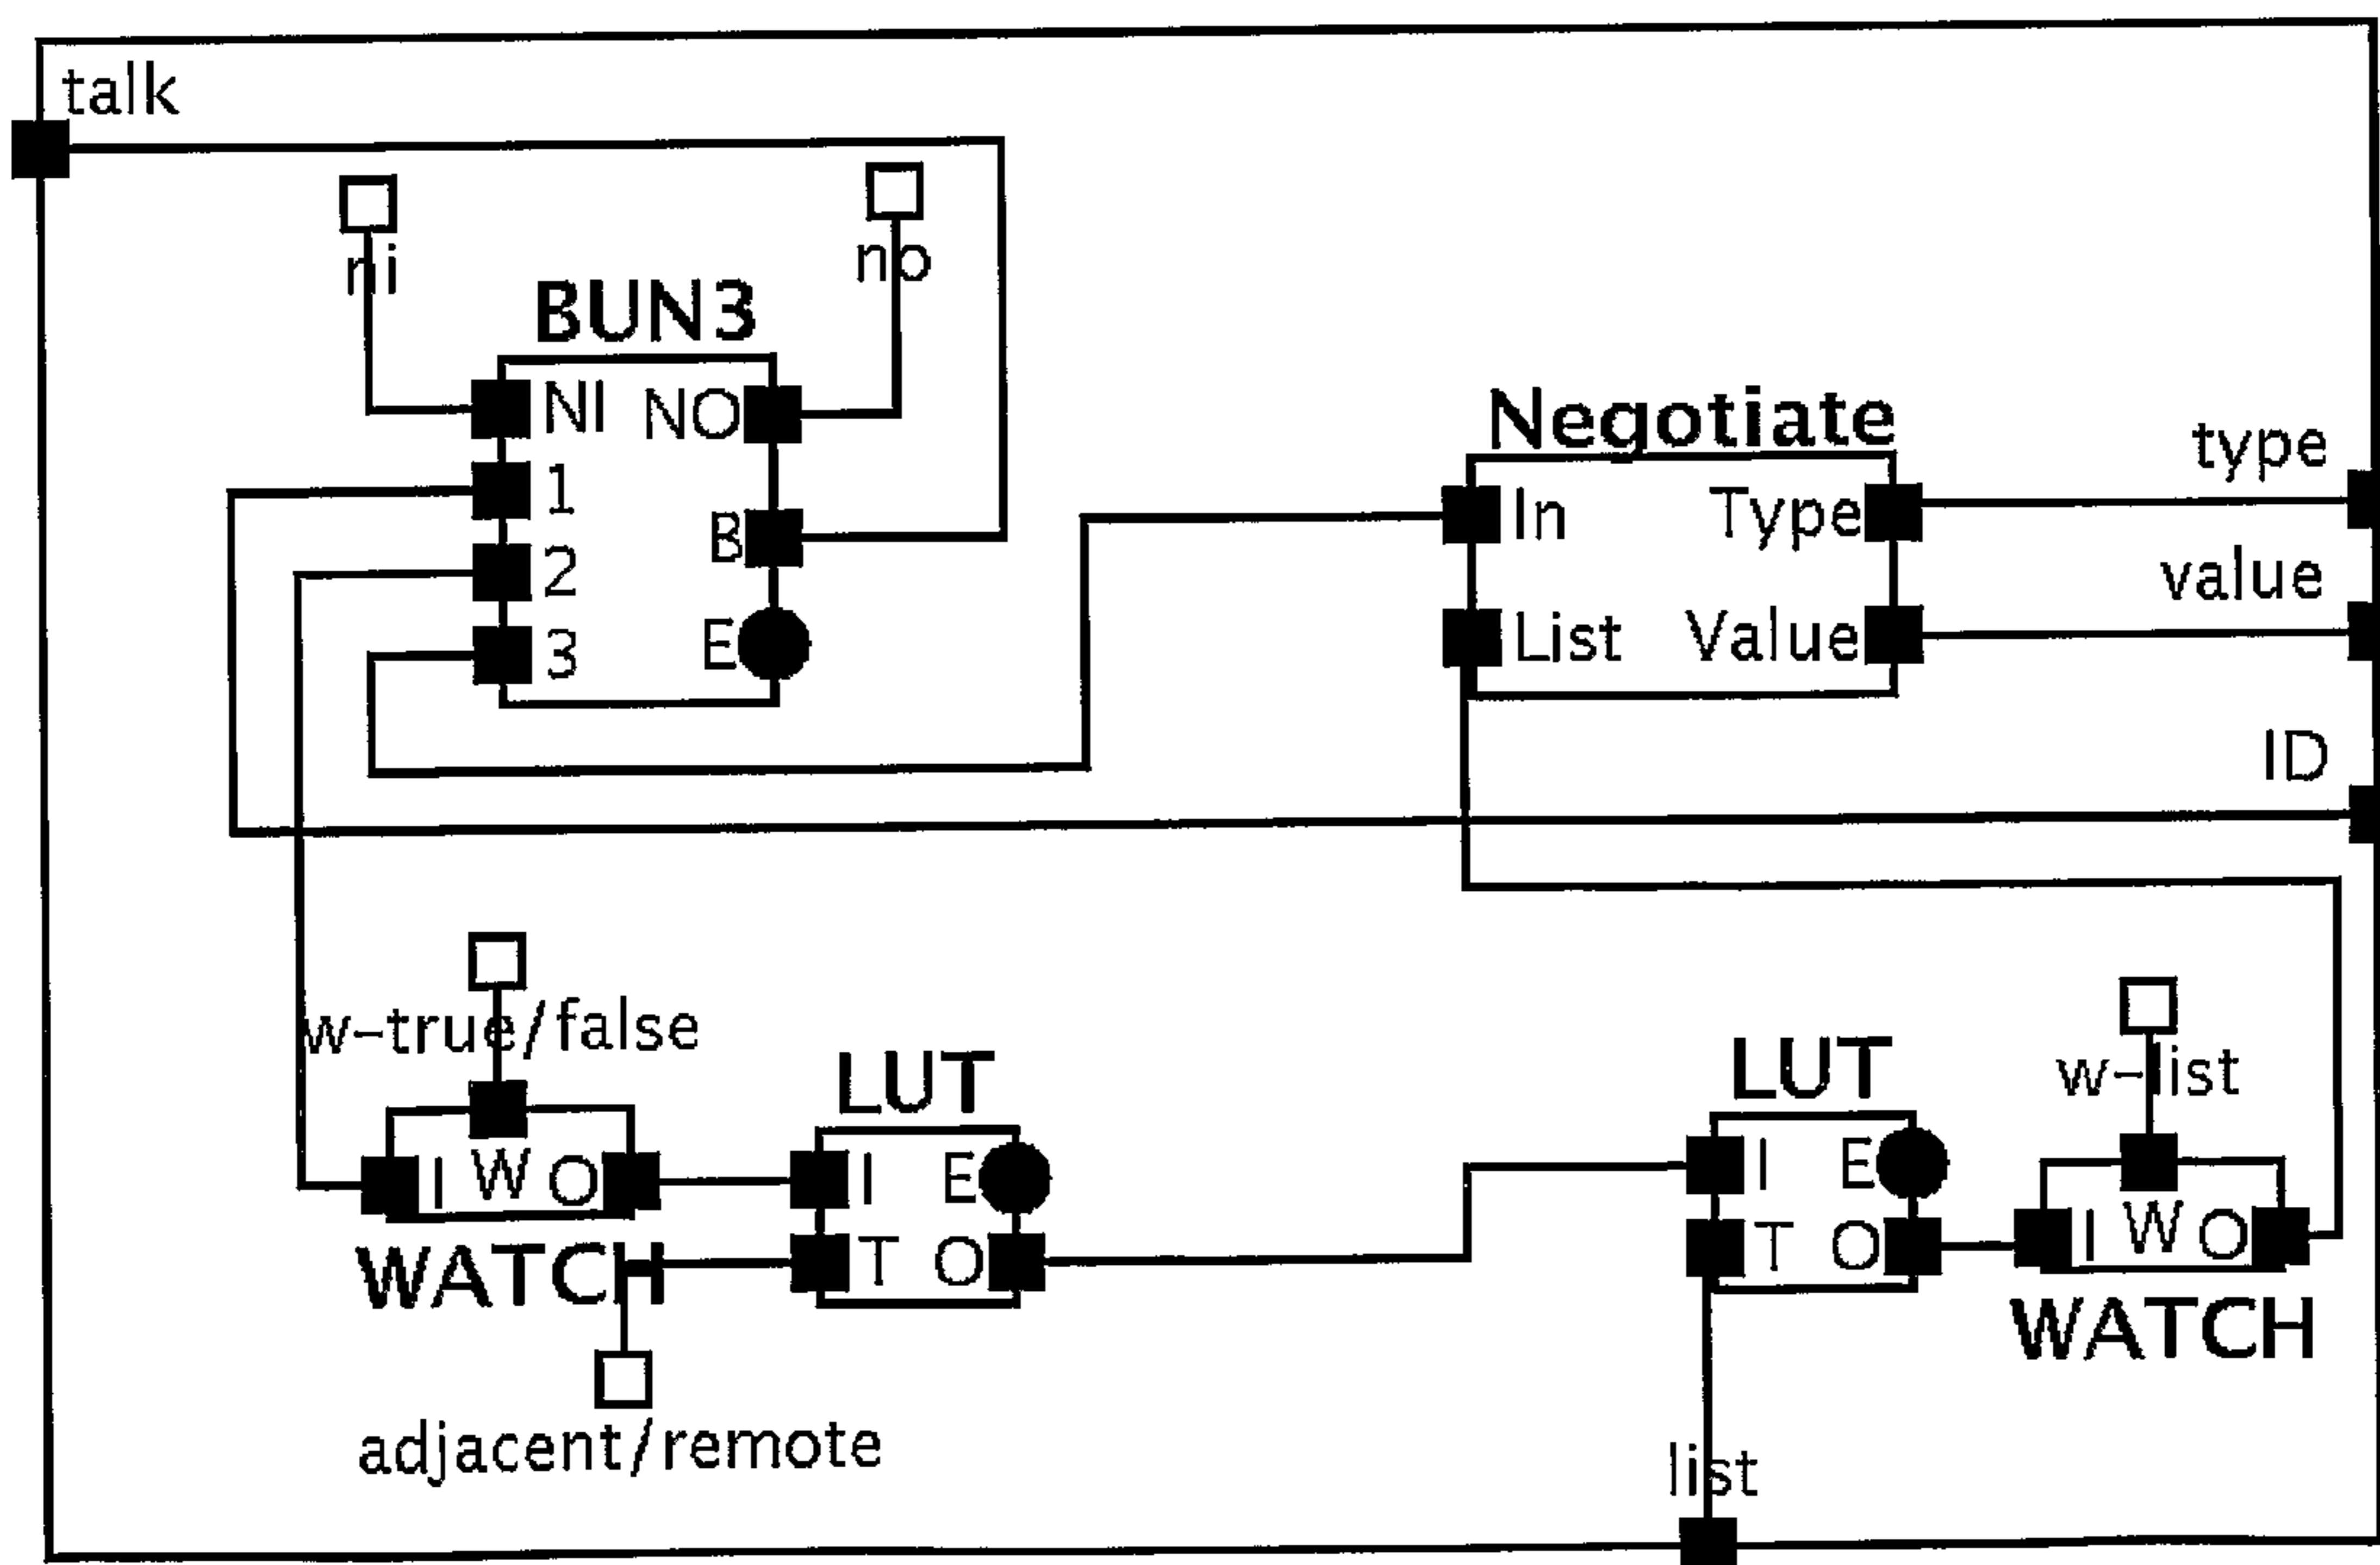 talk
ni
no
BUN3
NI NO
1
B
2
3 E
Negotiate
In Type
List Value
type
value
ID
w-true/false
I W O
WATCH
LUT
I E
T O
adjacent/remote
LUT
I E
T O
w-list
I W O
WATCH
list